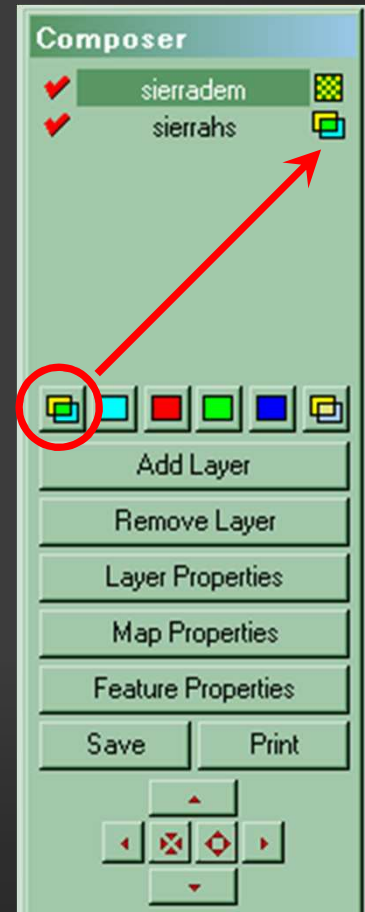 Composer
sierradem
sierrahs
Add Layer
Remove Layer
Layer Properties
Map Properties
Feature Properties
Save Print